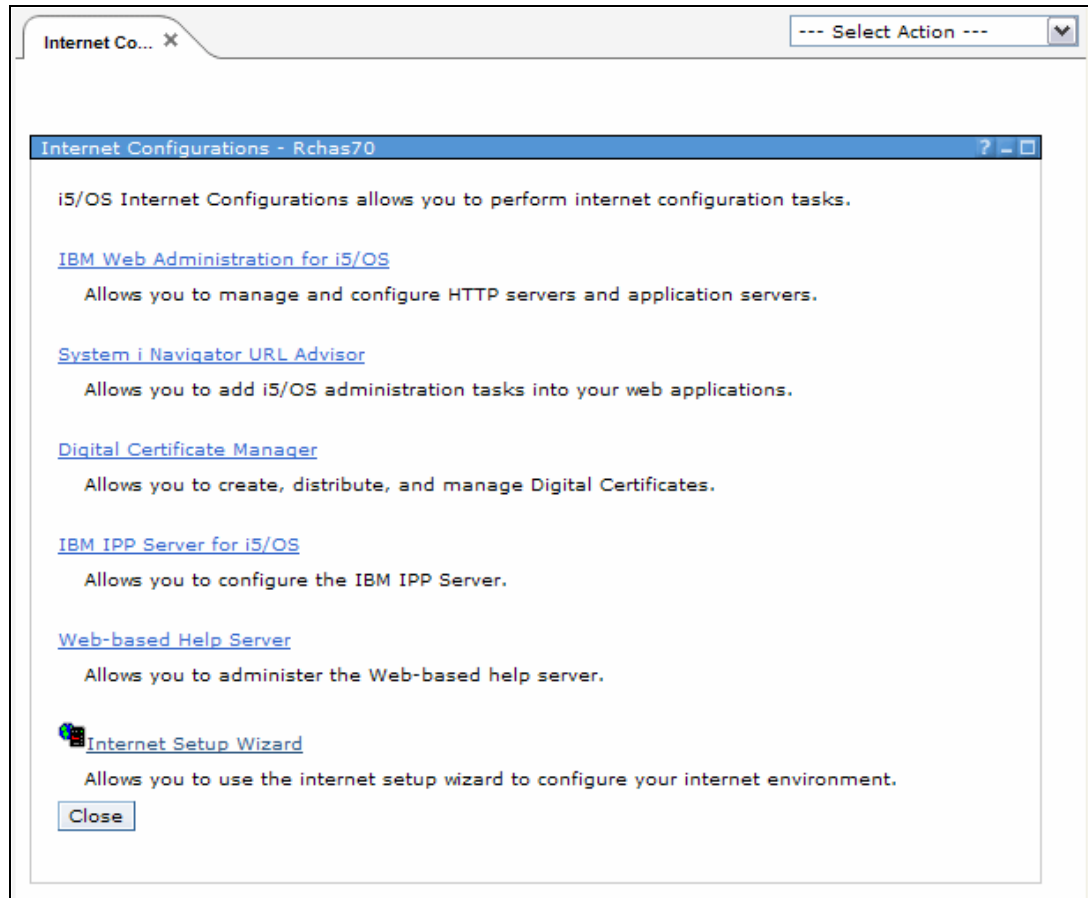 Internet Co...
--- Select Action ---
Internet Configurations - Rchas70
i5/OS Internet Configurations allows you to perform internet configuration tasks.
IBM Web Administration for i5/OS
Allows you to manage and configure HTTP servers and application servers.
System i Navigator URL Advisor
Allows you to add i5/OS administration tasks into your web applications.
Digital Certificate Manager
Allows you to create, distribute, and manage Digital Certificates.
IBM IPP Server for i5/OS
Allows you to configure the IBM IPP Server.
Web-based Help Server
Allows you to administer the Web-based help server.
Internet Setup Wizard
Allows you to use the internet setup wizard to configure your internet environment.
Close